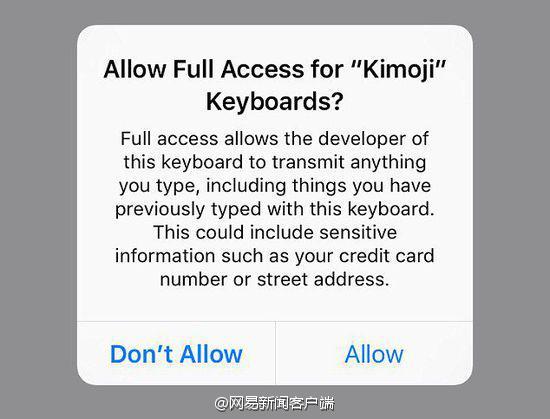 Allow Full Access for “Kimoji”
Keyboards?
Full access allows the developer of
this keyboard to transmit anything
you type, including things you have
previously typed with this keyboard.
This could include sensitive
information such as your credit card
number or street address.
Don’t Allow
Allow
@网易新闻客户端